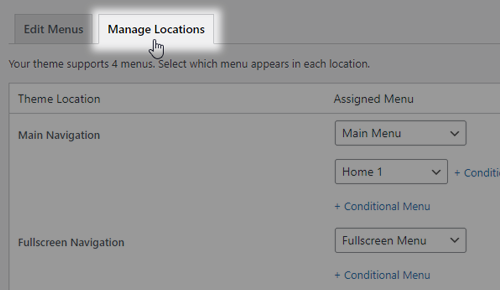 Edit Menus
Manage Locations
Your theme supports 4 menus. Select which menu appears in each location.
Theme Location
Assigned Menu
Main Navigation
Main Menu
Home 1
+ Conditi
+ Conditional Menu
Fullscreen Navigation
Fullscreen Menu
+ Conditional Menu